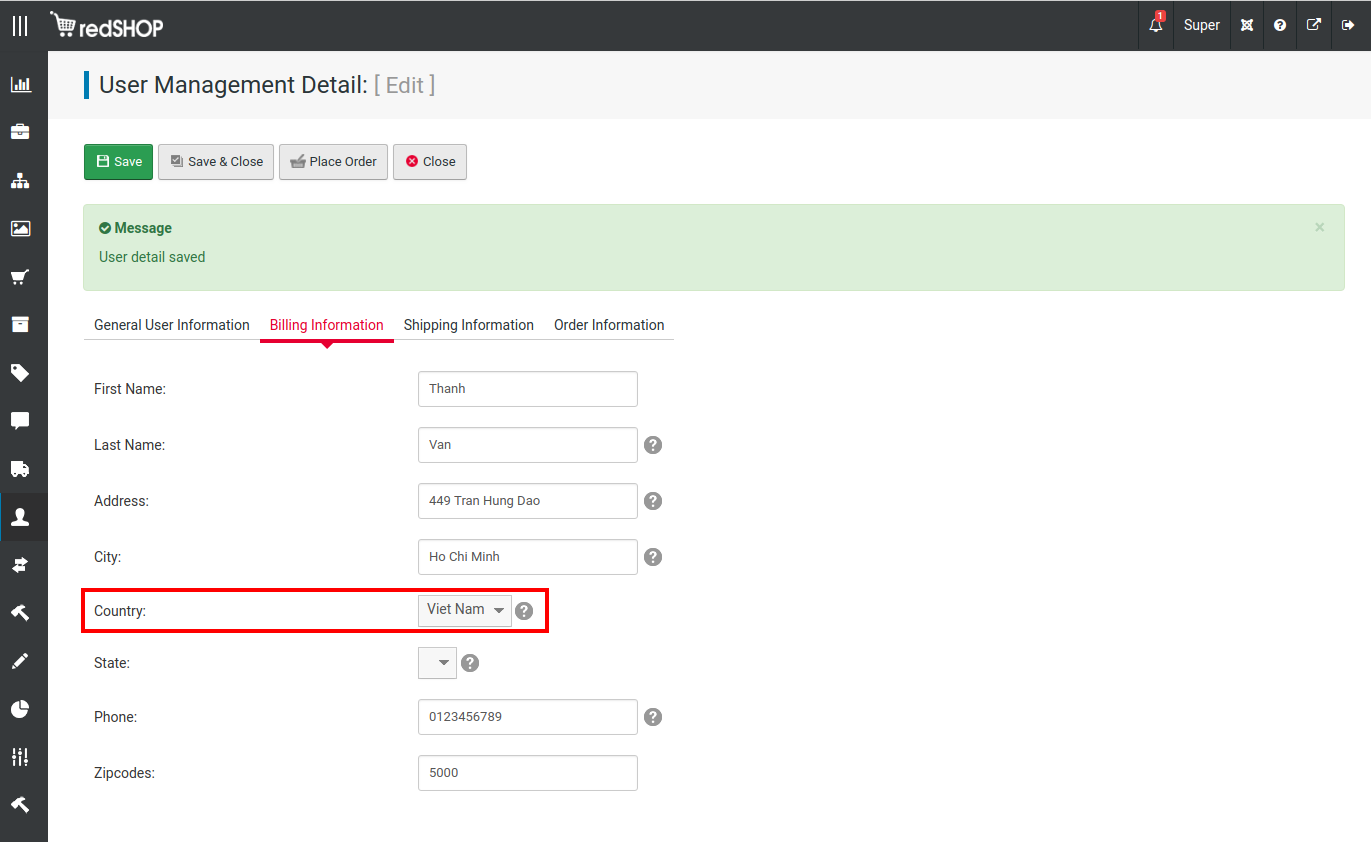 redSHOP
1
Super
User Management Detail: [ Edit ]
Save
Save & Close
Place Order
Close
Message
×
User detail saved
General User Information
Billing Information
Shipping Information
Order Information
First Name:
Thanh
Last Name:
Van
Address:
449 Tran Hung Dao
City:
Ho Chi Minh
Country:
Viet Nam
State:
Phone:
0123456789
Zipcodes:
5000